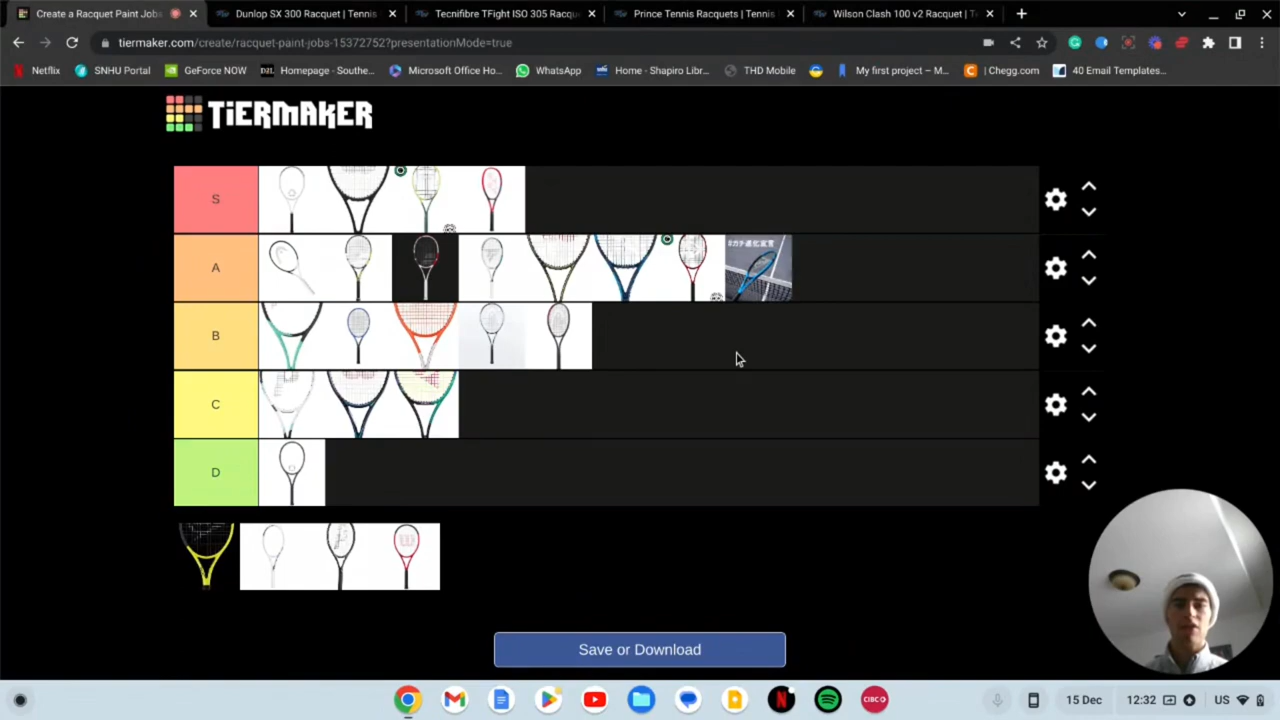 Create a Racquet Paint Jobs
Dunlop SX 300 Racquet | Tennis
Tecnifibre TFight ISO 305 Racqu
Prince Tennis Racquets | Tennis
Wilson Clash 100 v2 Racquet | T
tiermaker.com/create/racquet-paint-jobs-15372752?presentationMode=true
Netflix
SNHU Portal
GeForce NOW
Homepage - Southe...
Microsoft Office Ho...
WhatsApp
Home - Shapiro Libr...
THD Mobile
My first project – M...
| Chegg.com
40 Email Templates...
TiERMAKER
S
A
B
C
D
Save or Download
CIBC
15 Dec
12:32
US